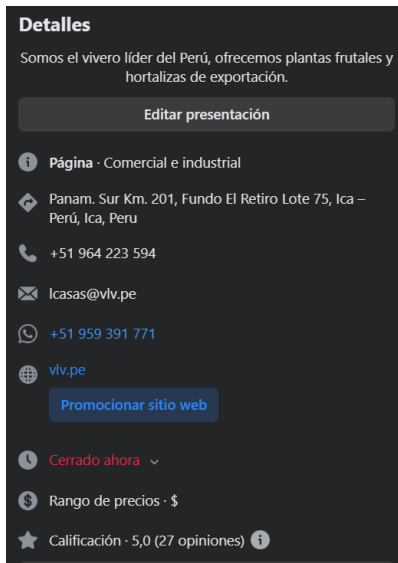 Detalles
Somos el vivero líder del Perú, ofrecemos plantas frutales y
hortalizas de exportación.
Editar presentación
Página · Comercial e industrial
Panam. Sur Km. 201, Fundo El Retiro Lote 75, Ica –
Perú, Ica, Peru
+51 964 223 594
lcasas@vlv.pe
+51 959 391 771
vlv.pe
Promocionar sitio web
Cerrado ahora
Rango de precios · $
Calificación · 5,0 (27 opiniones)